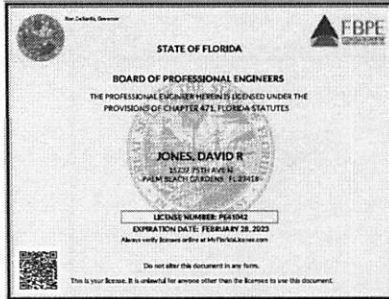 Ron DeSantis, Governor
FBPE
STATE OF FLORIDA
BOARD OF PROFESSIONAL ENGINEERS
THE PROFESSIONAL ENGINEER HEREIN IS LICENSED UNDER THE
PROVISIONS OF CHAPTER 471, FLORIDA STATUTES
JONES, DAVID R
PALM BEACH GARDENS FL
LICENSE NUMBER: PE41042
EXPIRATION DATE: FEBRUARY 28, 2023
Always verify licenses online at MyFloridaLicense.com
Do not alter this document in any form.
This is your license. It is unlawful for anyone other than the licensee to use this document.